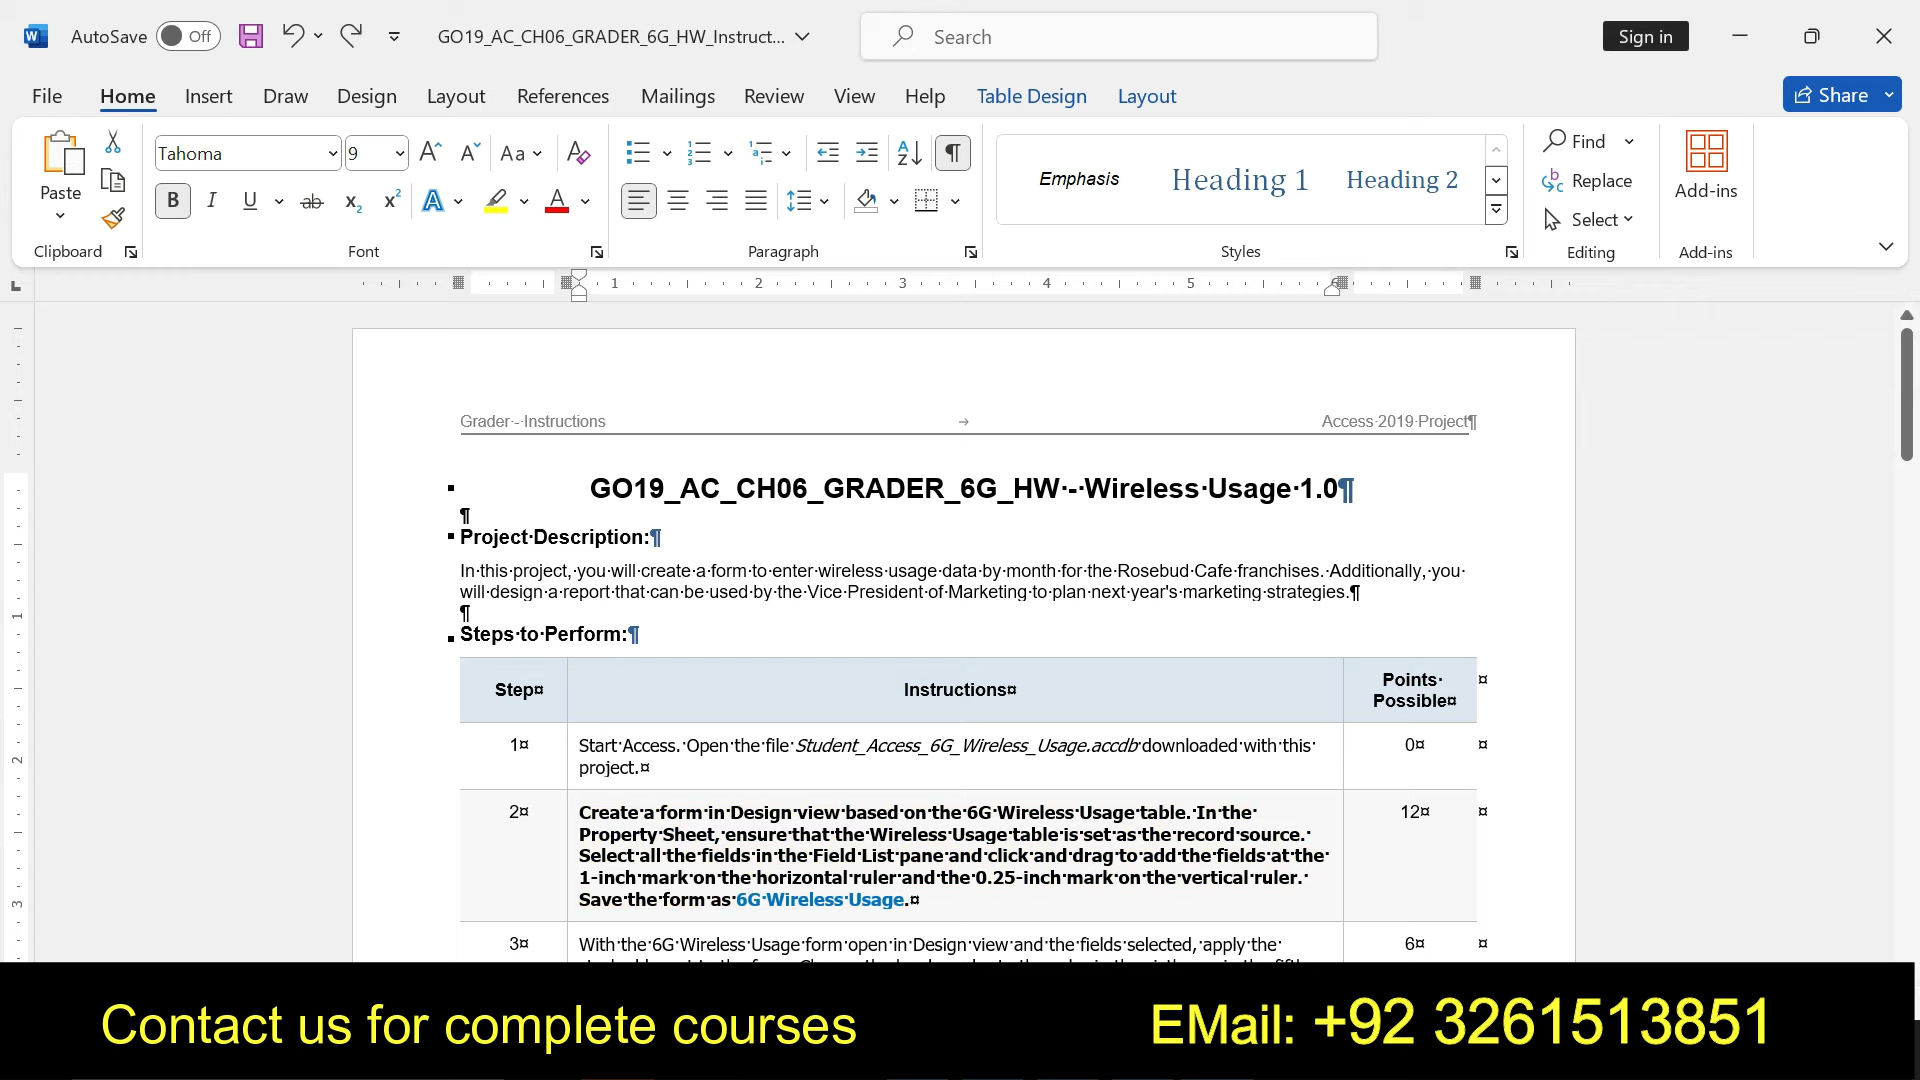 AutoSave Off GO19_AC_CH06_GRADER_6G_HW_Instruct... Search Sign in
File Home Insert Draw Design Layout References Mailings Review View Help Table Design Layout Share
Paste Tahoma 9 Emphasis Heading 1 Heading 2 Find Replace Select Add-ins
Clipboard Font Paragraph Styles Editing Add-ins
1 2 3 4 5
Grader - Instructions Access 2019 Project
GO19_AC_CH06_GRADER_6G_HW - Wireless Usage 1.0
Project Description:
In this project, you will create a form to enter wireless usage data by month for the Rosebud Cafe franchises. Additionally, you
will design a report that can be used by the Vice President of Marketing to plan next year's marketing strategies.
Steps to Perform:
Step Instructions Points
Possible
1 Start Access. Open the file Student_Access_6G_Wireless_Usage.accdb downloaded with this 0
project.
2 Create a form in Design view based on the 6G Wireless Usage table. In the 12
Property Sheet, ensure that the Wireless Usage table is set as the record source.
Select all the fields in the Field List pane and click and drag to add the fields at the
1-inch mark on the horizontal ruler and the 0.25-inch mark on the vertical ruler.
Save the form as 6G Wireless Usage.
3 With the 6G Wireless Usage form open in Design view and the fields selected, apply the 6
Contact us for complete courses EMail: +92 3261513851